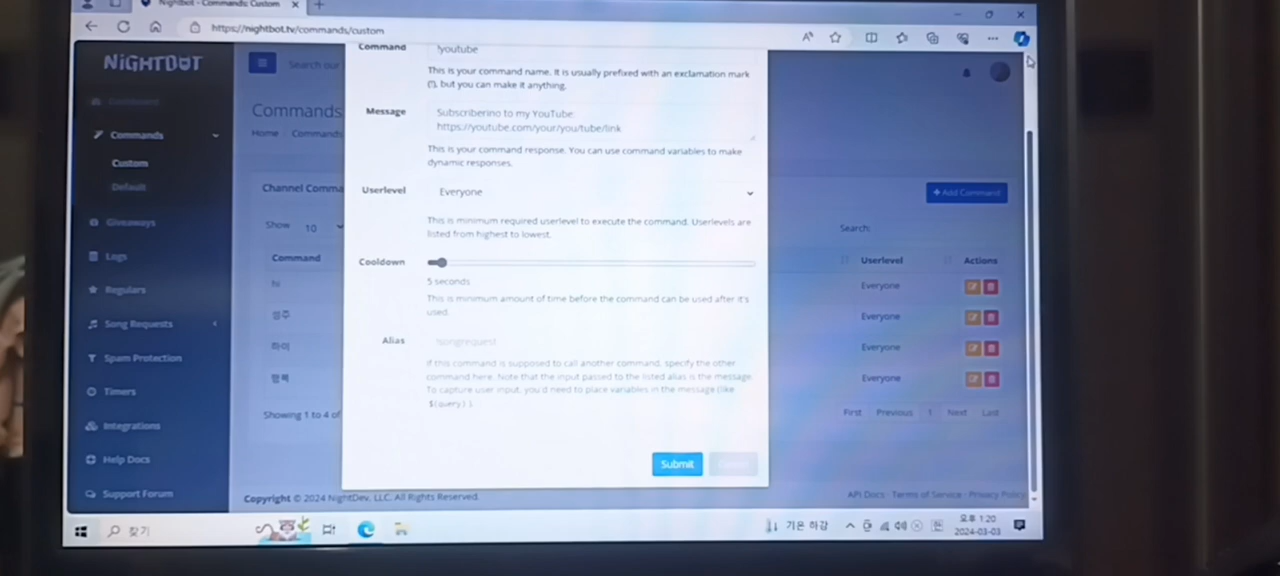 Nightbot - Commands: Custom
https://nightbot.tv/commands/custom
NiGHTBOT
Search our
Dashboard
Commands
Custom
Default
Giveaways
Logs
Regulars
Song Requests
Spam Protection
Timers
Integrations
Help Docs
Support Forum
Commands
Home Commands
Channel Comma
+ Add Command
Show 10
Search:
Command
Userlevel
Actions
hi
Everyone
Everyone
하이
Everyone
Everyone
Showing 1 to 4 of
First Previous 1 Next Last
Command
!youtube
This is your command name. It is usually prefixed with an exclamation mark
(!), but you can make it anything.
Message
Subscriberino to my YouTube:
https://youtube.com/your/you/tube/link
This is your command response. You can use command variables to make
dynamic responses.
Userlevel
Everyone
This is minimum required userlevel to execute the command. Userlevels are
listed from highest to lowest.
Cooldown
5 seconds
This is minimum amount of time before the command can be used after it's
used.
Alias
!songrequest
If this command is supposed to call another command, specify the other
command here. Note that the input passed to the listed alias is the message.
To capture user input, you'd need to place variables in the message (like
$(query) ).
Submit
Copyright © 2024 NightDev, LLC. All Rights Reserved.
API Docs · Terms of Service · Privacy Policy
찾기
기온 하강
오후 1:20
2024-03-03